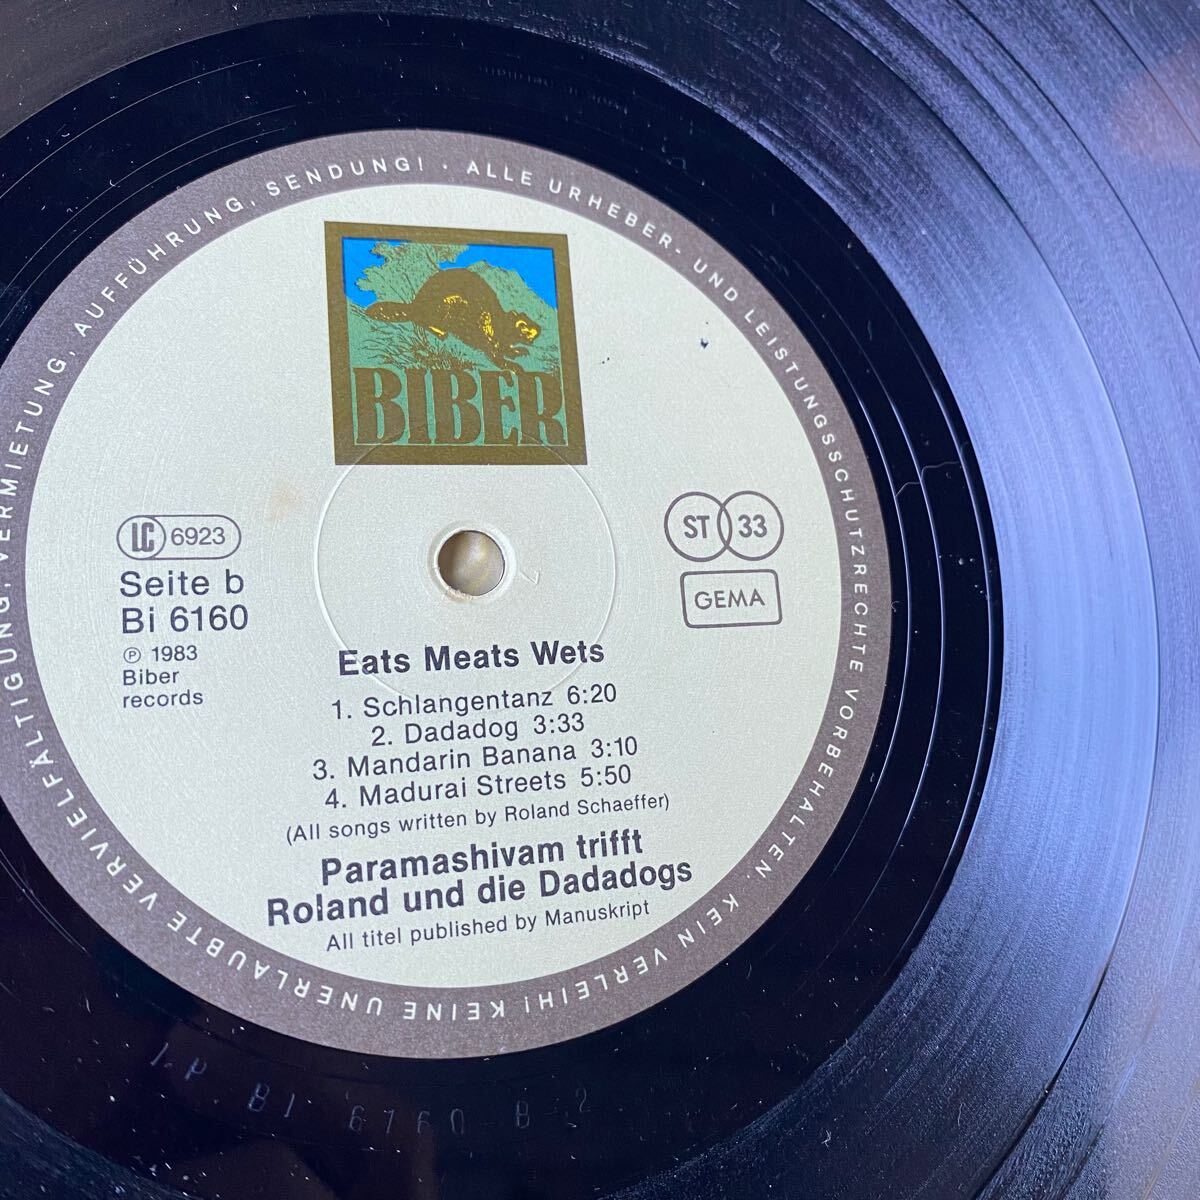 ALLE URHEBER- UND LEISTUNGSSCHUTZRECHTE VORBEHALTEN. KEIN VERLEIH! KEINE UNERLAUBTE VERVIELFÄLTIGUNG, VERMIETUNG, AUFFÜHRUNG, SENDUNG! ·
BIBER
LC 6923
ST 33
GEMA
Seite b
Bi 6160
℗ 1983
Biber
records
Eats Meats Wets
1. Schlangentanz 6:20
2. Dadadog 3:33
3. Mandarin Banana 3:10
4. Madurai Streets 5:50
(All songs written by Roland Schaeffer)
Paramashivam trifft
Roland und die Dadadogs
All titel published by Manuskript
LP BI 6160 B-2